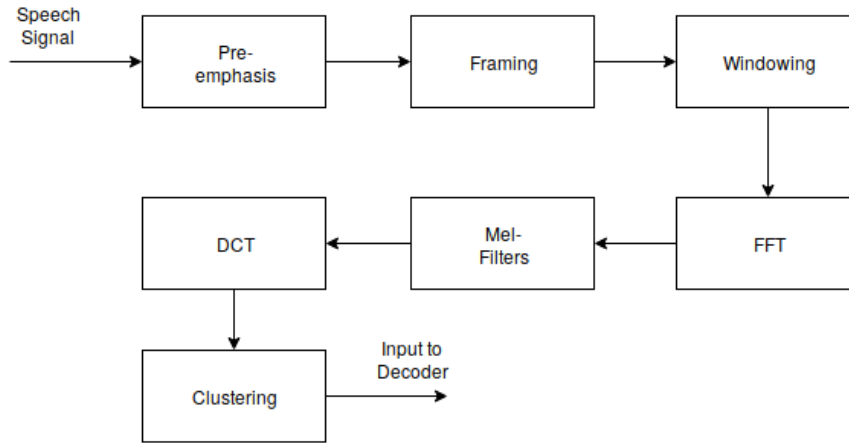 Speech
Signal
Pre-
emphasis
Framing
Windowing
DCT
Mel-
Filters
FFT
Clustering
Input to
Decoder